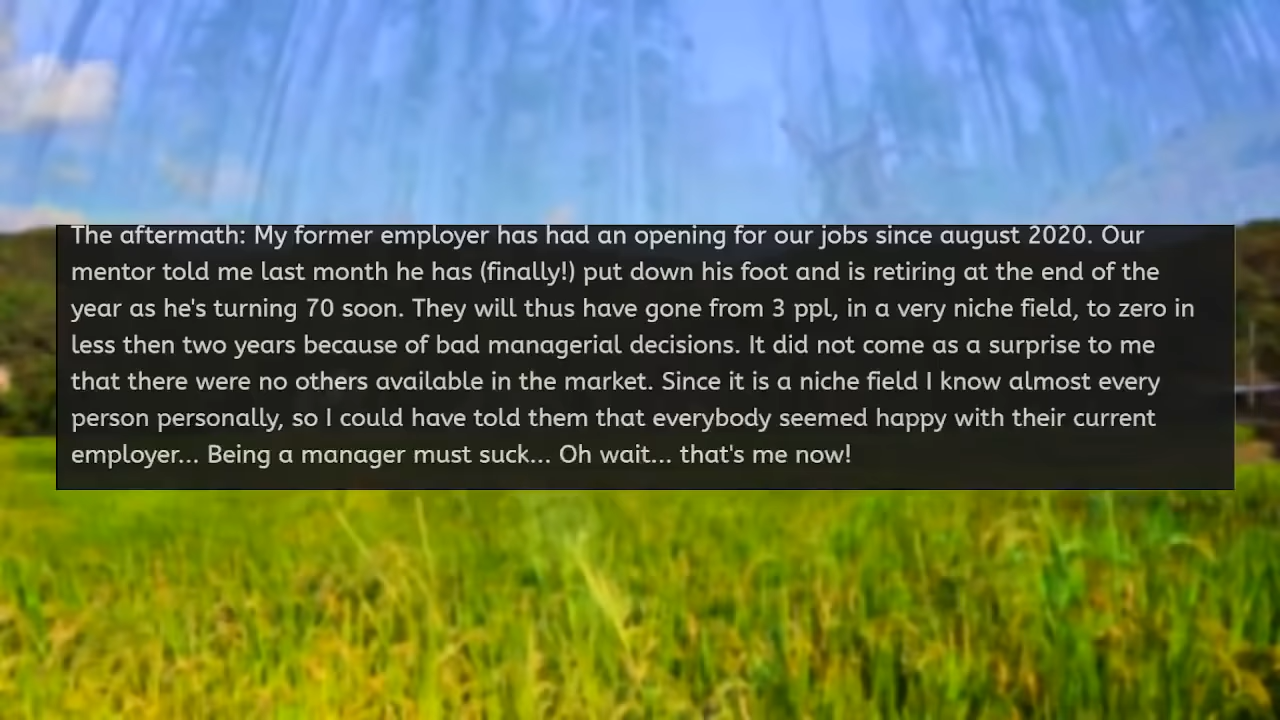 The aftermath: My former employer has had an opening for our jobs since august 2020. Our
mentor told me last month he has (finally!) put down his foot and is retiring at the end of the
year as he's turning 70 soon. They will thus have gone from 3 ppl, in a very niche field, to zero in
less then two years because of bad managerial decisions. It did not come as a surprise to me
that there were no others available in the market. Since it is a niche field I know almost every
person personally, so I could have told them that everybody seemed happy with their current
employer... Being a manager must suck... Oh wait... that's me now!